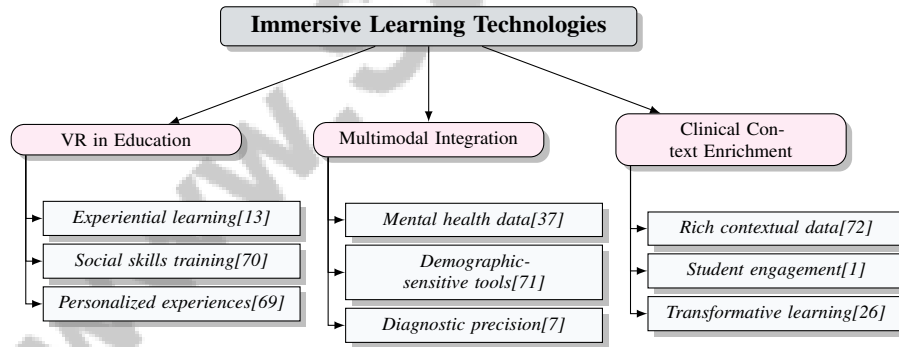 Immersive Learning Technologies
VR in Education
Experiential learning[13]
Social skills training[70]
Personalized experiences[69]
Multimodal Integration
Mental health data[37]
Demographic-
sensitive tools[71]
Diagnostic precision[7]
Clinical Con-
text Enrichment
Rich contextual data[72]
Student engagement[1]
Transformative learning[26]
www.s